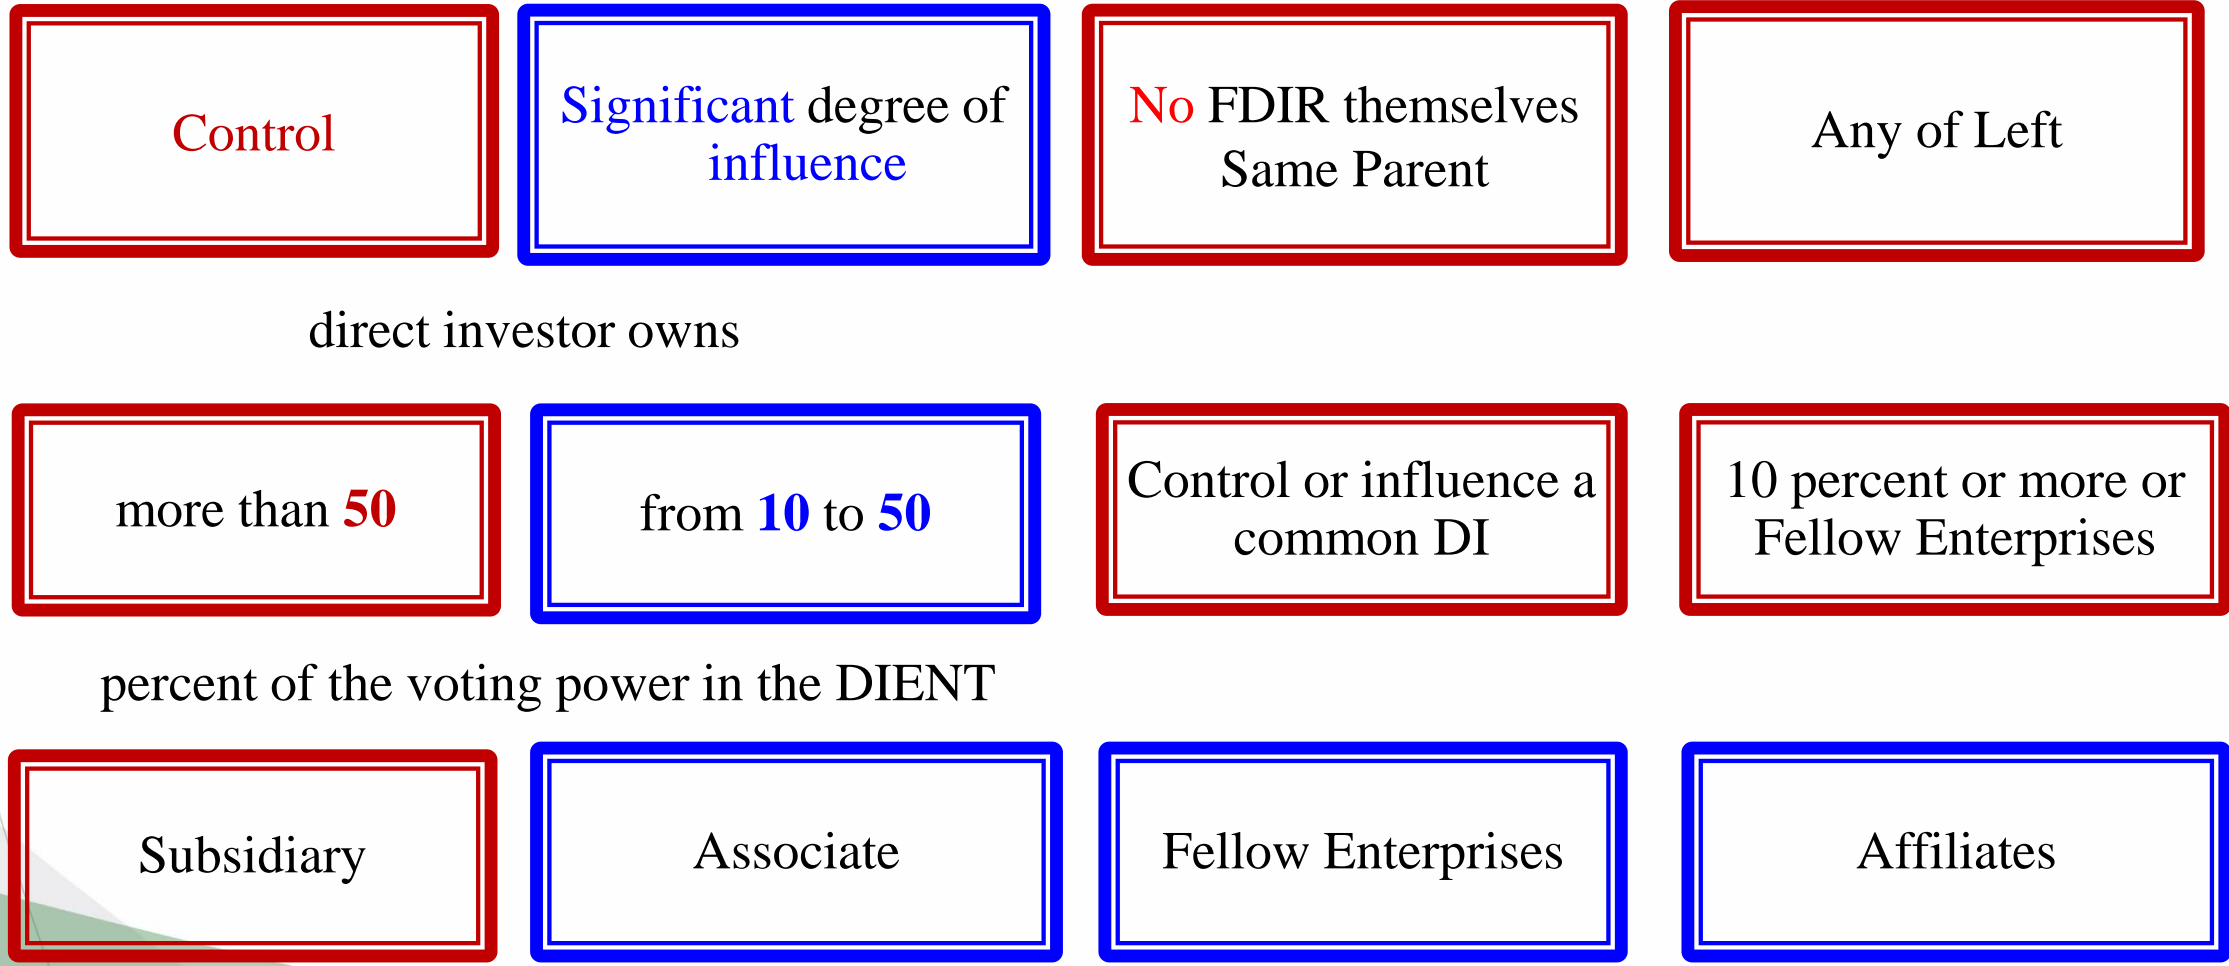 Control
Significant degree of
influence
No FDIR themselves
Same Parent
Any of Left
direct investor owns
more than 50
from 10 to 50
Control or influence a
common DI
10 percent or more or
Fellow Enterprises
percent of the voting power in the DIENT
Subsidiary
Associate
Fellow Enterprises
Affiliates